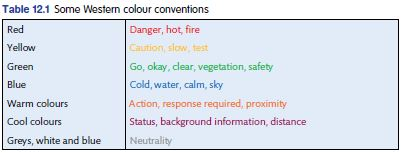 Table 12.1 Some Western colour conventions
Red Danger, hot, fire
Yellow Caution, slow, test
Green Go, okay, clear, vegetation, safety
Blue Cold, water, calm, sky
Warm colours Action, response required, proximity
Cool colours Status, background information, distance
Greys, white and blue Neutrality